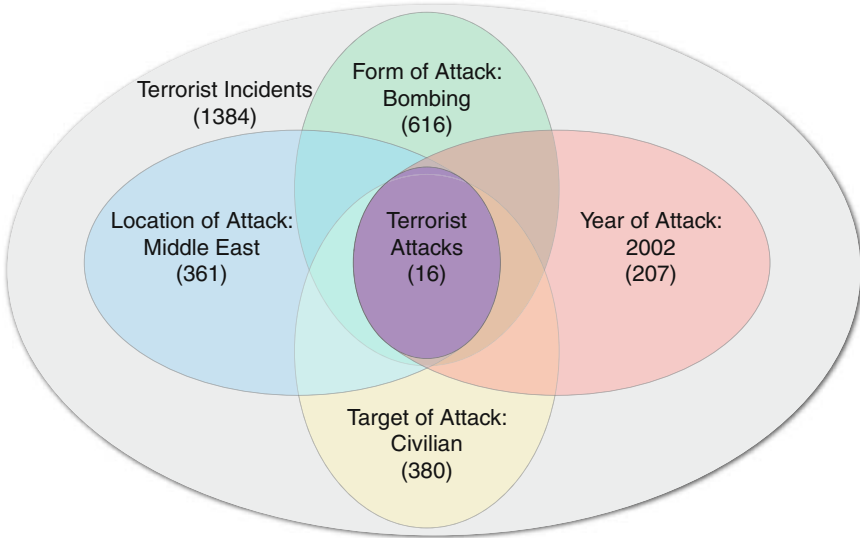 Terrorist Incidents
(1384)
Form of Attack:
Bombing
(616)
Location of Attack:
Middle East
(361)
Terrorist
Attacks
(16)
Year of Attack:
2002
(207)
Target of Attack:
Civilian
(380)